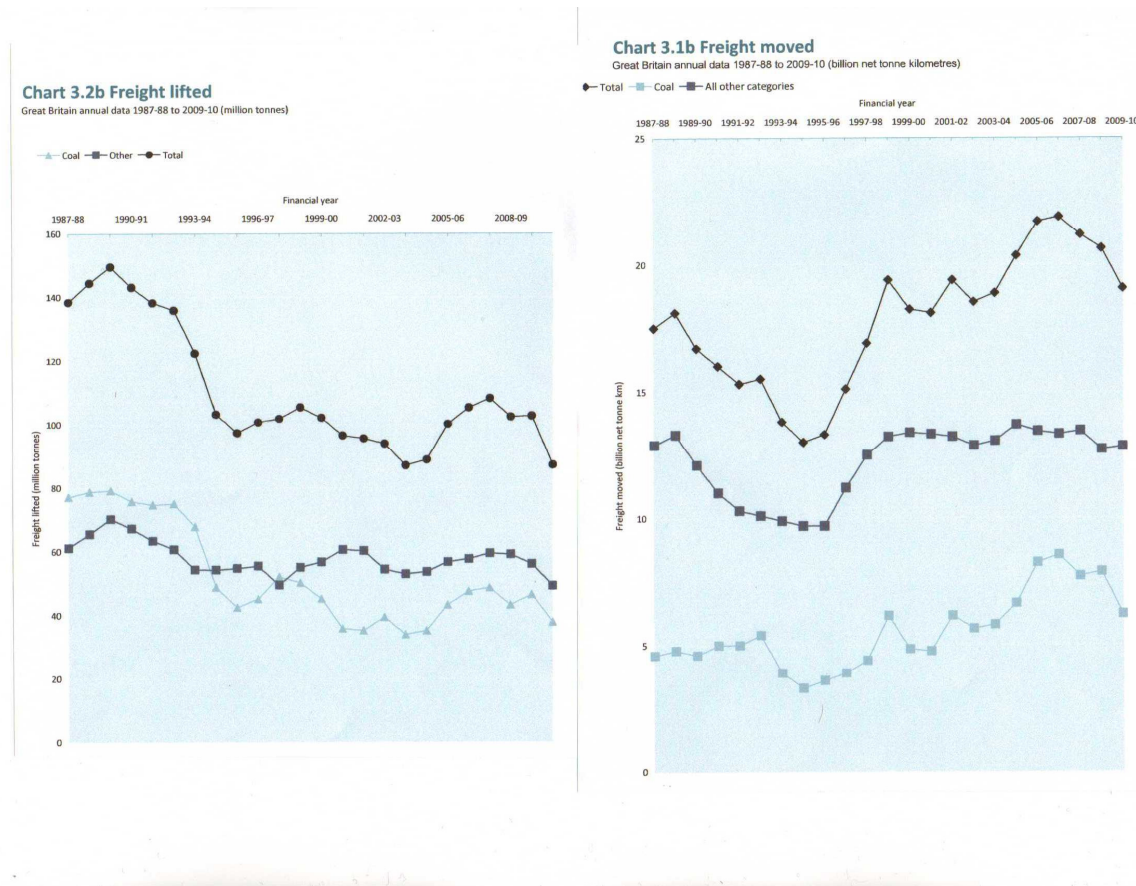 Chart 3.2b Freight lifted
Great Britain annual data 1987-88 to 2009-10 (million tonnes)
Coal Other Total
Financial year
1987-88 1990-91 1993-94 1996-97 1999-00 2002-03 2005-06 2008-09
160
140
120
100
80
60
40
20
0
Freight lifted (million tonnes)
Chart 3.1b Freight moved
Great Britain annual data 1987-88 to 2009-10 (billion net tonne kilometres)
Total Coal All other categories
Financial year
1987-88 1989-90 1991-92 1993-94 1995-96 1997-98 1999-00 2001-02 2003-04 2005-06 2007-08 2009-10
25
20
15
10
5
0
Freight moved (billion net tonne km)